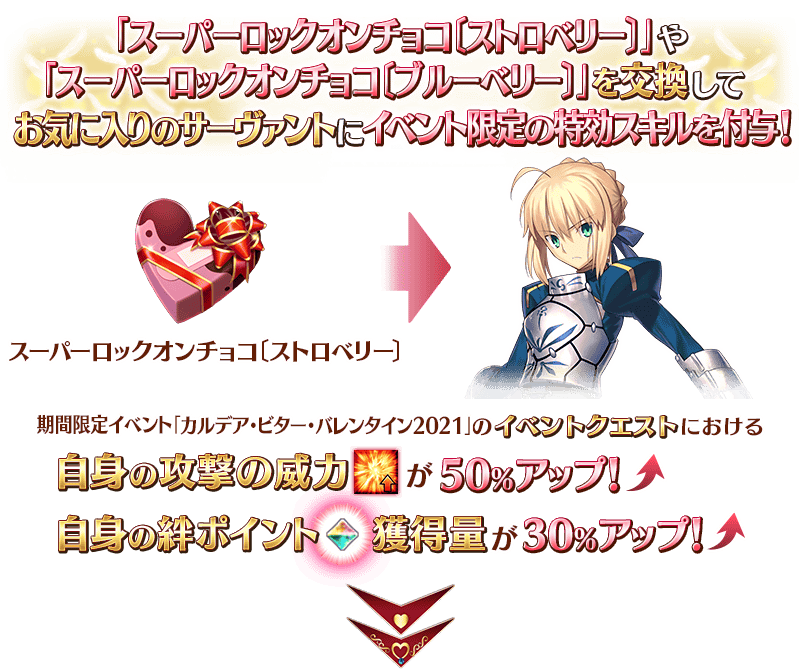 「スーパーロックオンチョコ〔ストロベリー〕」や
「スーパーロックオンチョコ〔ブルーベリー〕」を交換して
お気に入りのサーヴァントにイベント限定の特効スキルを付与!
スーパーロックオンチョコ〔ストロベリー〕
期間限定イベント「カルデア・ビター・バレンタイン2021」のイベントクエストにおける
自身の攻撃の威力が50%アップ!
自身の絆ポイント獲得量が30%アップ!